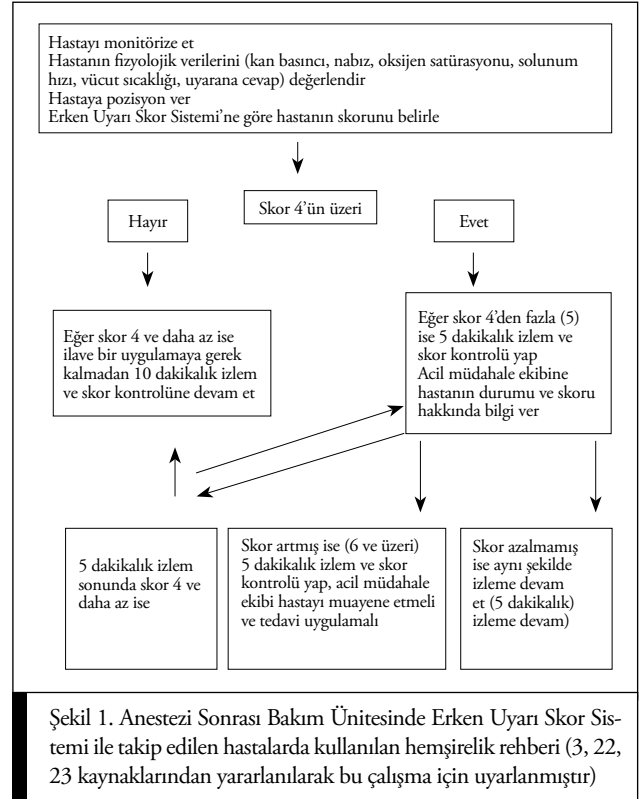 Hastayı monitörize et
Hastanın fizyolojik verilerini (kan basıncı, nabız, oksijen satürasyonu, solunum
hızı, vücut sıcaklığı, uyarana cevap) değerlendir
Hastaya pozisyon ver
Erken Uyarı Skor Sistemi’ne göre hastanın skorunu belirle
Skor 4’ün üzeri
Hayır
Evet
Eğer skor 4 ve daha az ise
ilave bir uygulamaya gerek
kalmadan 10 dakikalık izlem
ve skor kontrolüne devam et
Eğer skor 4’den fazla (5)
ise 5 dakikalık izlem ve
skor kontrolü yap
Acil müdahale ekibine
hastanın durumu ve skoru
hakkında bilgi ver
5 dakikalık izlem
sonunda skor 4 ve
daha az ise
Skor artmış ise (6 ve üzeri)
5 dakikalık izlem ve skor
kontrolü yap, acil müdahale
ekibi hastayı muayene etmeli
ve tedavi uygulamalı
Skor azalmamış
ise aynı şekilde
izleme devam
et (5 dakikalık)
izleme devam)
Şekil 1. Anestezi Sonrası Bakım Ünitesinde Erken Uyarı Skor Sis-
temi ile takip edilen hastalarda kullanılan hemşirelik rehberi (3, 22,
23 kaynaklarından yararlanılarak bu çalışma için uyarlanmıştır)